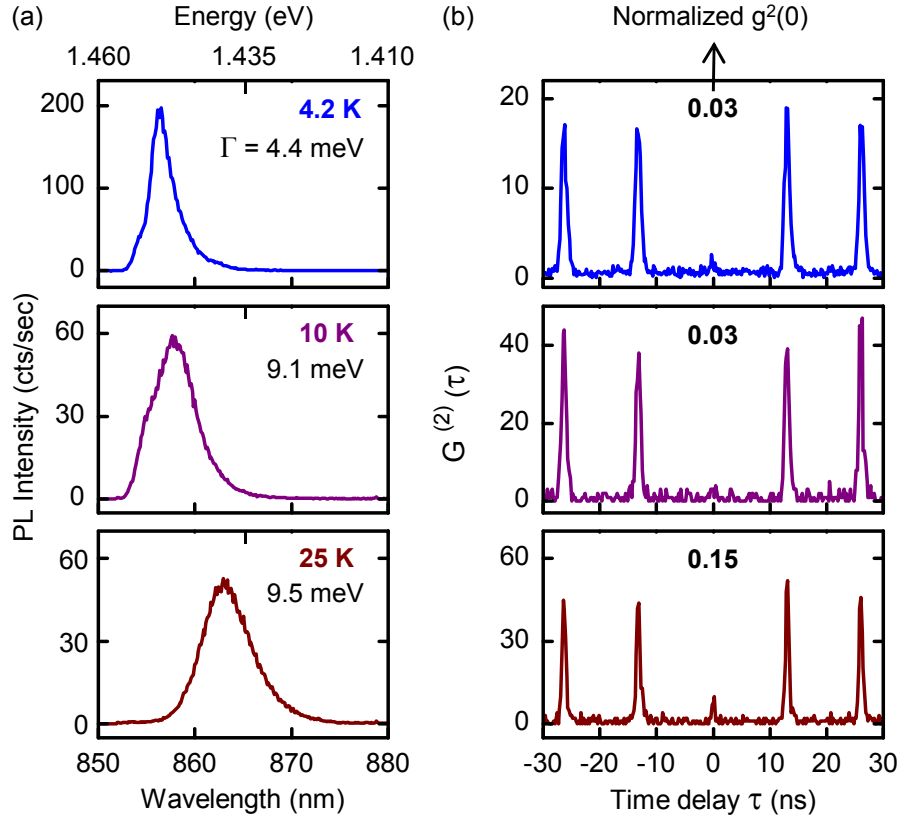 (a)
Energy (eV)
1.460 1.435 1.410
200
100
0
4.2 K
Γ = 4.4 meV
60
30
0
10 K
9.1 meV
60
30
0
25 K
9.5 meV
PL Intensity (cts/sec)
850 860 870 880
Wavelength (nm)
(b)
Normalized g²(0)
20
10
0
0.03
40
20
0
0.03
60
30
0
0.15
G⁽²⁾(τ)
-30 -20 -10 0 10 20 30
Time delay τ (ns)